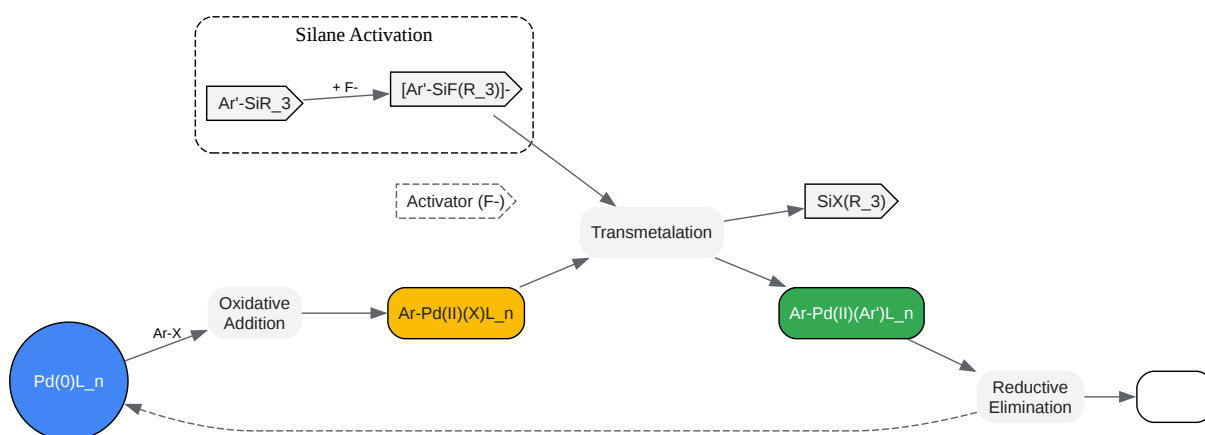 Silane Activation
Ar'-SiR_3
+ F-
[Ar'-SiF(R_3)]-
Activator (F-)
SiX(R_3)
Transmetalation
Oxidative
Addition
Ar-Pd(II)(X)L_n
Ar-Pd(II)(Ar')L_n
Ar-X
Pd(0)L_n
Reductive
Elimination